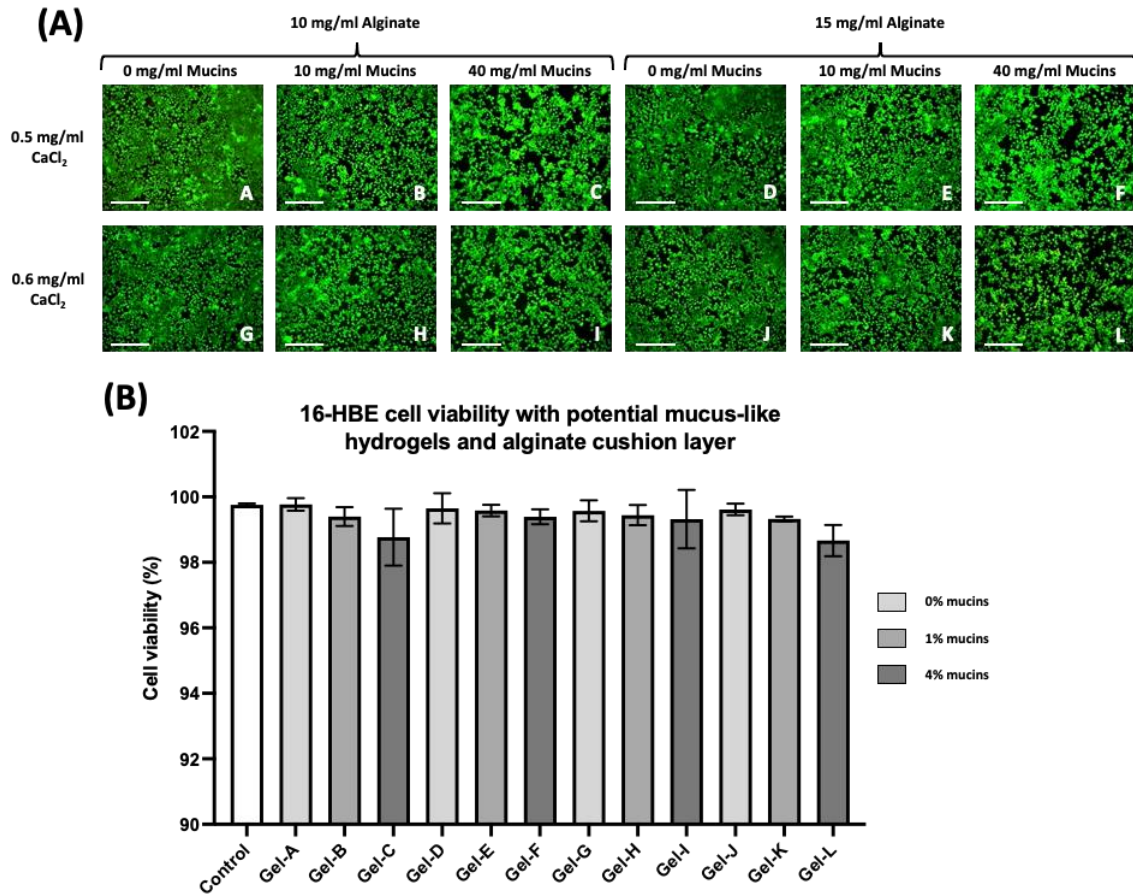 (A)
10 mg/ml Alginate 15 mg/ml Alginate
0 mg/ml Mucins 10 mg/ml Mucins 40 mg/ml Mucins 0 mg/ml Mucins 10 mg/ml Mucins 40 mg/ml Mucins
0.5 mg/ml
CaCl₂
A B C D E F
0.6 mg/ml
CaCl₂
G H I J K L
(B)
16-HBE cell viability with potential mucus-like
hydrogels and alginate cushion layer
Cell viability (%)
102
100
98
96
94
92
90
Control Gel-A Gel-B Gel-C Gel-D Gel-E Gel-F Gel-G Gel-H Gel-I Gel-J Gel-K Gel-L
0% mucins
1% mucins
4% mucins